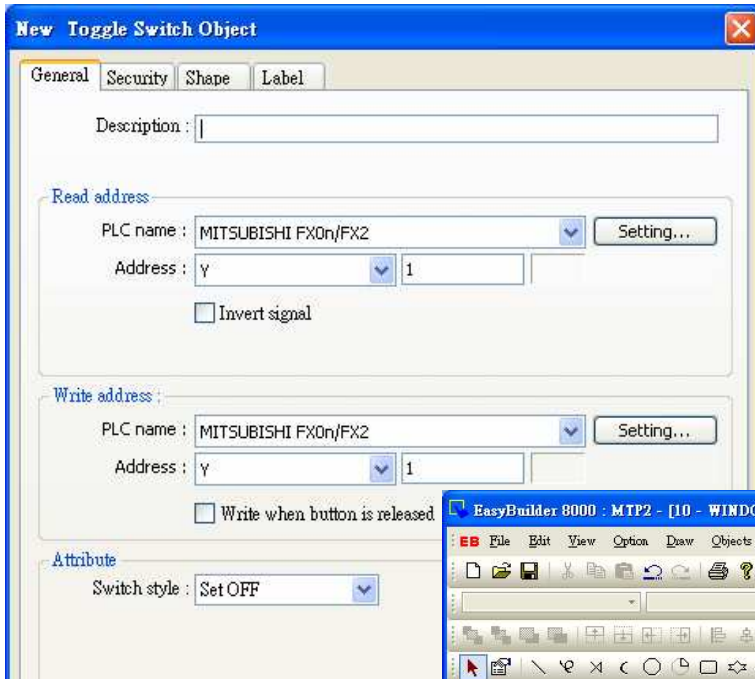 New Toggle Switch Object
General Security Shape Label
Description :
Read address
PLC name : MITSUBISHI FX0n/FX2 Setting...
Address : Y 1
Invert signal
Write address :
PLC name : MITSUBISHI FX0n/FX2 Setting...
Address : Y 1
Write when button is released
Attribute
Switch style : Set OFF
EasyBuilder 8000 : MTP2 - [10 - WINDO
EB File Edit View Option Draw Objects